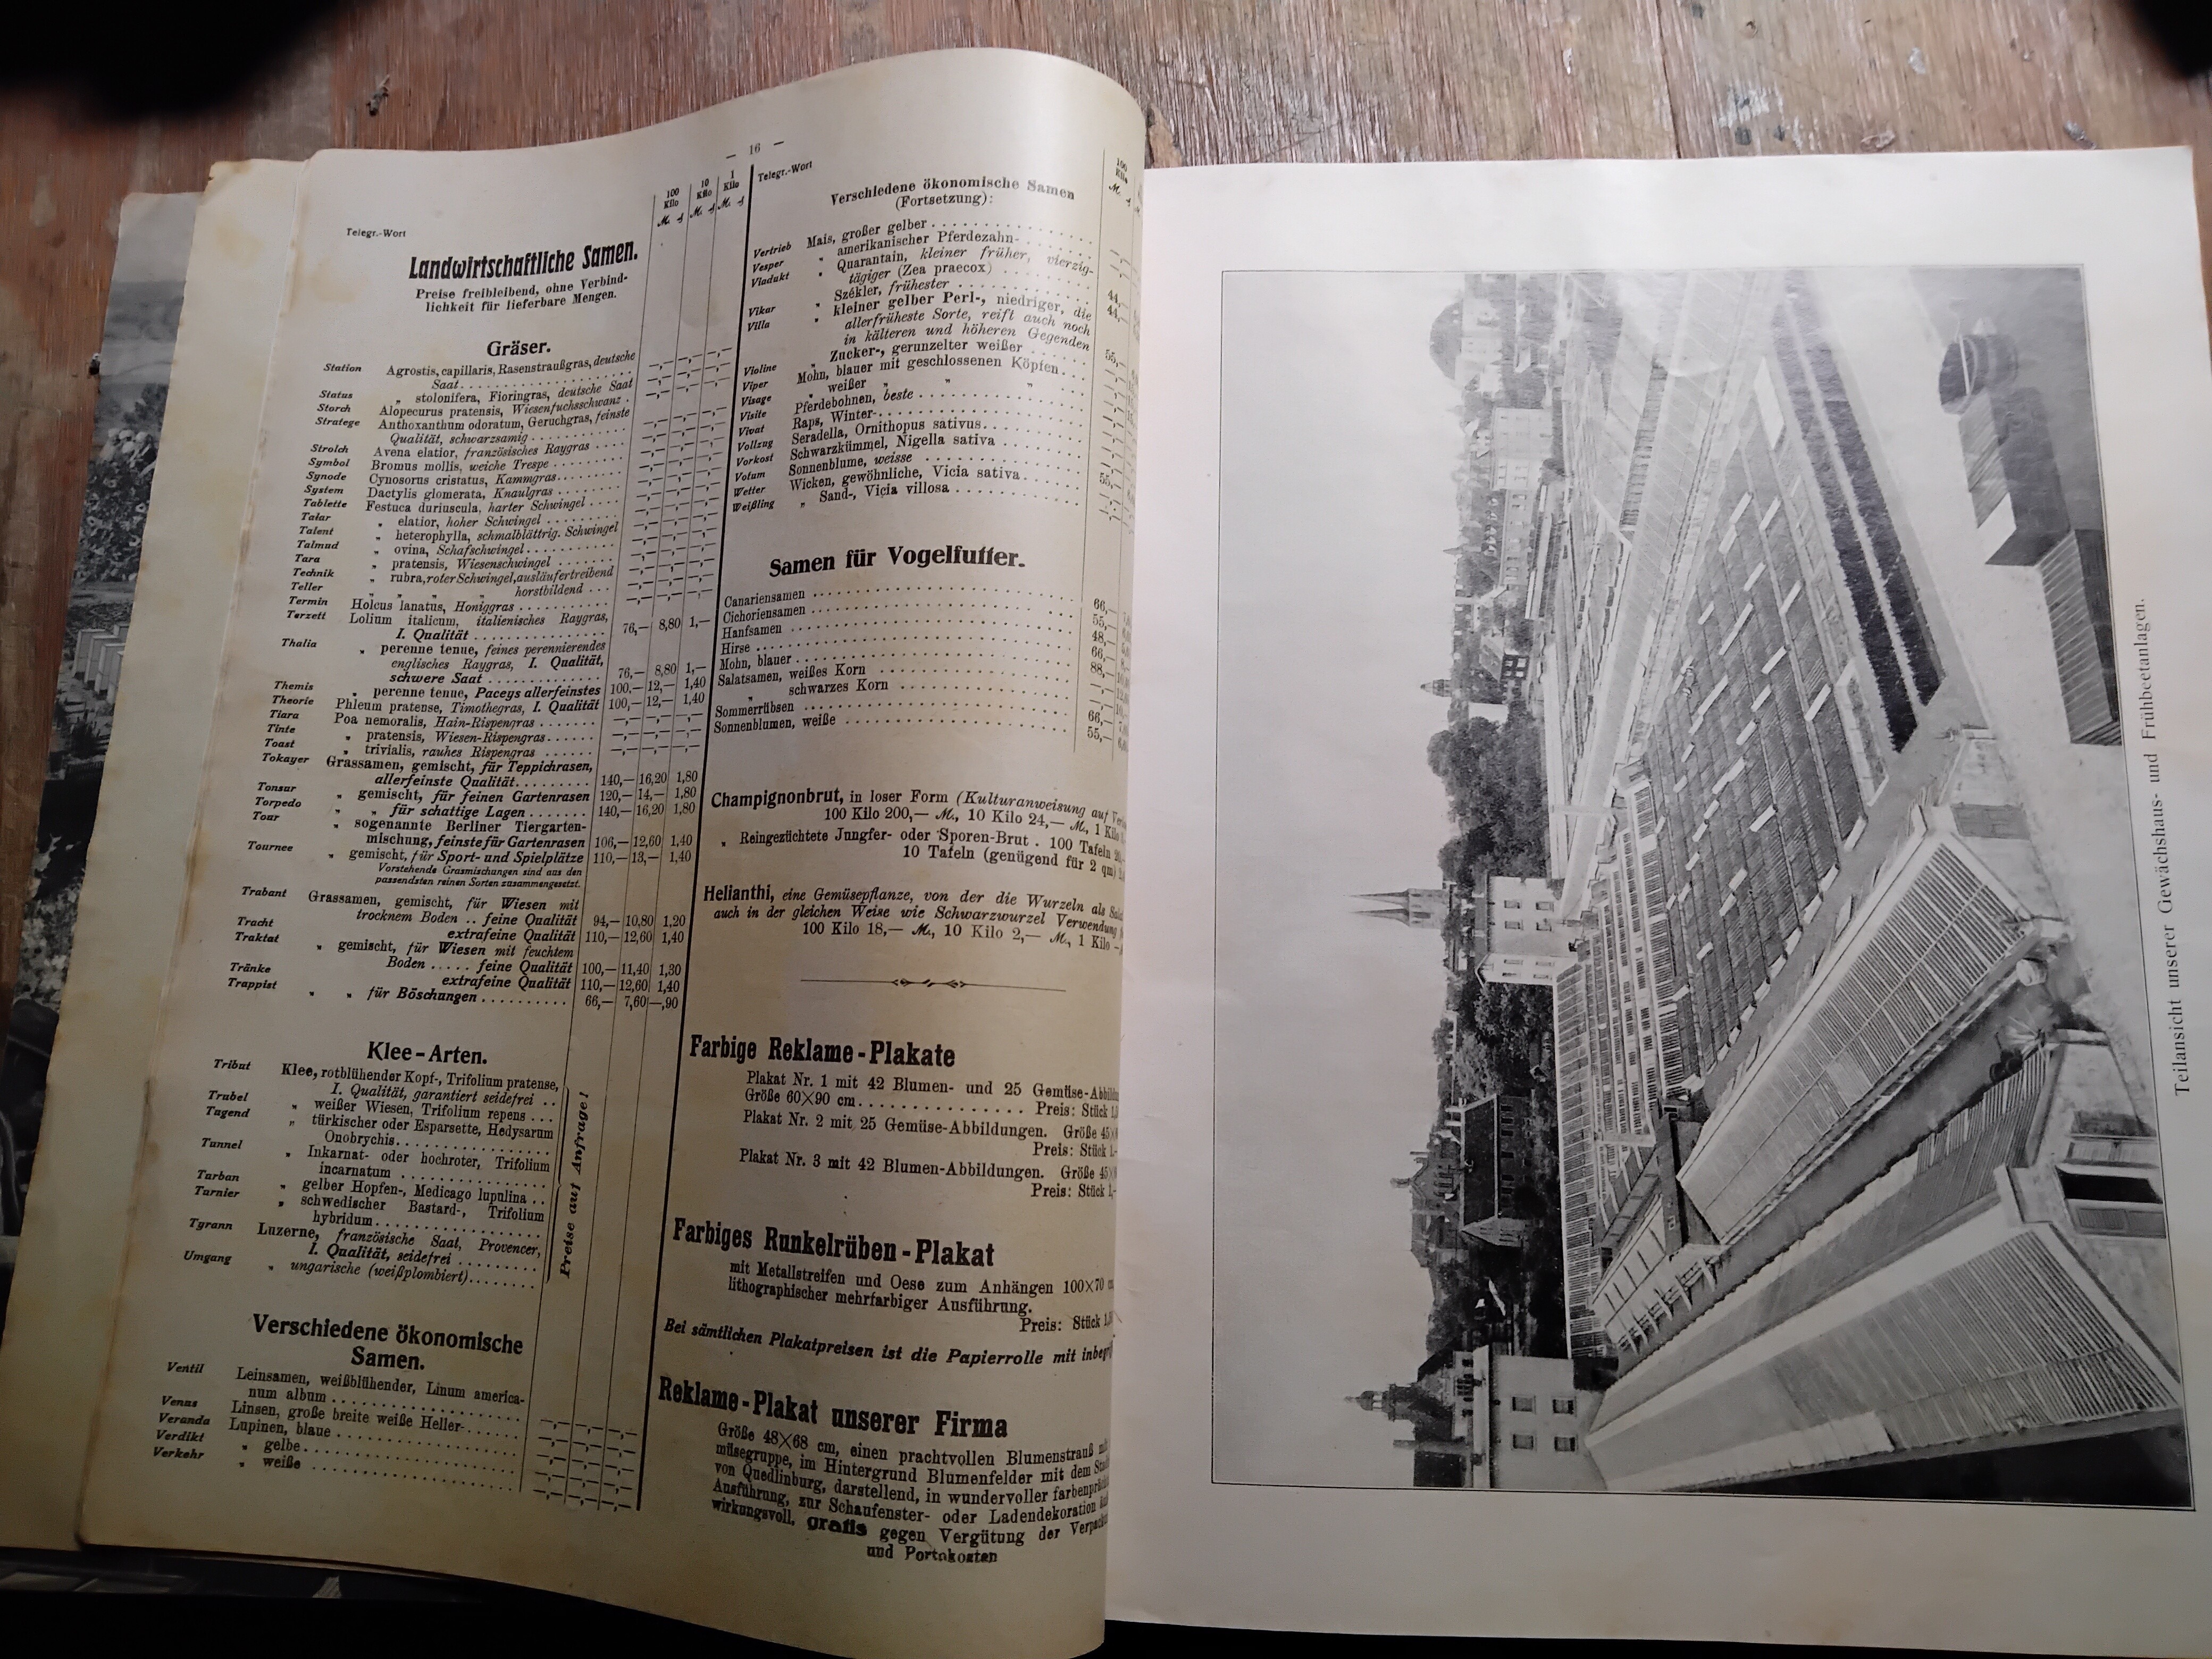 — 16 —
Telegr.-Wort
100 Kilo
10 Kilo
1 Kilo
Landwirtschaftliche Samen.
Preise freibleibend, ohne Verbind-
lichkeit für lieferbare Mengen.
Gräser.
Station Agrostis, capillaris, Rasenstraußgras, deutsche
Saat
Status „ stolonifera, Fioringras, deutsche Saat
Storch Alopecurus pratensis, Wiesenfuchsschwanz
Stratege Anthoxanthum odoratum, Geruchgras, feinste
Qualität, schwarzsamig
Strolch Avena elatior, französisches Raygras
Symbol Bromus mollis, weiche Trespe
Synode Cynosorus cristatus, Kammgras
System Dactylis glomerata, Knaulgras
Tablette Festuca duriuscula, harter Schwingel
Talar „ elatior, hoher Schwingel
Talent „ heterophylla, schmalblättrig. Schwingel
Talmud „ ovina, Schafschwingel
Tara „ pratensis, Wiesenschwingel
Technik „ rubra, roter Schwingel, ausläufertreibend
Teller „ „ „ „ horstbildend
Termin Holcus lanatus, Honiggras
Terzett Lolium italicum, italienisches Raygras,
I. Qualität 76,— 8,80 1,—
Thalia „ perenne tenue, feines perennierendes
englisches Raygras, I. Qualität,
schwere Saat 76,— 8,80 1,—
Themis „ perenne tenue, Paceys allerfeinstes 100,— 12,— 1,40
Theorie Phleum pratense, Timothegras, I. Qualität 100,— 12,— 1,40
Tiara Poa nemoralis, Hain-Rispengras
Tinte „ pratensis, Wiesen-Rispengras
Toast „ trivialis, rauhes Rispengras
Tokayer Grassamen, gemischt, für Teppichrasen,
allerfeinste Qualität 140,— 16,20 1,80
Tonsur „ gemischt, für feinen Gartenrasen 120,— 14,— 1,80
Torpedo „ „ für schattige Lagen 140,— 16,20 1,80
Tour „ sogenannte Berliner Tiergarten-
mischung, feinste für Gartenrasen 106,— 12,60 1,40
Tournee „ gemischt, für Sport- und Spielplätze 110,— 13,— 1,40
Vorstehende Grasmischungen sind aus den
passendsten reinen Sorten zusammengesetzt.
Trabant Grassamen, gemischt, für Wiesen mit
trocknem Boden .. feine Qualität 94,— 10,80 1,20
Tracht extrafeine Qualität 110,— 12,60 1,40
Traktat „ gemischt, für Wiesen mit feuchtem
Boden ..... feine Qualität 100,— 11,40 1,30
Tränke extrafeine Qualität 110,— 12,60 1,40
Trappist „ „ für Böschungen 66,— 7,60 —,90
Klee-Arten.
Tribut Klee, rotblühender Kopf-, Trifolium pratense,
I. Qualität, garantiert seidefrei
Trubel „ weißer Wiesen, Trifolium repens
Tugend „ türkischer oder Esparsette, Hedysarum
Onobrychis
Tunnel „ Inkarnat- oder hochroter, Trifolium
incarnatum
Turban „ gelber Hopfen-, Medicago lupulina
Turnier „ schwedischer Bastard-, Trifolium
hybridum
Tyrann Luzerne, französische Saat, Provencer,
I. Qualität, seidefrei
Umgang „ ungarische (weißplombiert)
Preise auf Anfrage!
Verschiedene ökonomische
Samen.
Ventil Leinsamen, weißblühender, Linum america-
num album
Venus Linsen, große breite weiße Heller-
Veranda Lupinen, blaue
Verdikt „ gelbe
Verkehr „ weiße
Telegr.-Wort
100 Kilo
Verschiedene ökonomische Samen
(Fortsetzung):
Vertrieb Mais, großer gelber
Vesper „ amerikanischer Pferdezahn-
Viadukt „ Quarantain, kleiner früher, vierzig-
tägiger (Zea praecox) 44,—
Vikar „ Székler, frühester 44,—
Villa „ kleiner gelber Perl-, niedriger, die
allerfrüheste Sorte, reift auch noch
in kälteren und höheren Gegenden 55,—
Violine „ Zucker-, gerunzelter weißer
Viper Mohn, blauer mit geschlossenen Köpfen
Visage „ weißer „ „ „
Visite Pferdebohnen, beste
Vivat Raps, Winter-
Vollzug Seradella, Ornithopus sativus
Vorkost Schwarzkümmel, Nigella sativa
Votum Sonnenblume, weisse 55,—
Wetter Wicken, gewöhnliche, Vicia sativa
Weißling „ Sand-, Vicia villosa
Samen für Vogelfutter.
Canariensamen 66,—
Cichoriensamen 55,—
Hanfsamen 48,—
Hirse 66,—
Mohn, blauer 88,—
Salatsamen, weißes Korn
„ schwarzes Korn
Sommerrübsen 66,—
Sonnenblumen, weiße 55,—
Champignonbrut, in loser Form (Kulturanweisung auf
100 Kilo 200,— M., 10 Kilo 24,— M., 1 Kilo
„ Reingezüchtete Jungfer- oder Sporen-Brut . 100 Tafeln
10 Tafeln (genügend für 2 qm)
Helianthi, eine Gemüsepflanze, von der die Wurzeln als
auch in der gleichen Weise wie Schwarzwurzel Verwendung
100 Kilo 18,— M., 10 Kilo 2,— M., 1 Kilo
Farbige Reklame-Plakate
Plakat Nr. 1 mit 42 Blumen- und 25 Gemüse-
Größe 60×90 cm Preis: Stück
Plakat Nr. 2 mit 25 Gemüse-Abbildungen. Größe
Preis: Stück
Plakat Nr. 3 mit 42 Blumen-Abbildungen. Größe
Preis: Stück
Farbiges Runkelrüben-Plakat
mit Metallstreifen und Oese zum Anhängen 100×70
lithographischer mehrfarbiger Ausführung.
Preis: Stück
Bei sämtlichen Plakatpreisen ist die Papierrolle mit
Reklame-Plakat unserer Firma
Größe 48×68 cm, einen prachtvollen Blumenstrauß
müsegruppe, im Hintergrund Blumenfelder mit dem
von Quedlinburg, darstellend, in wundervoller
Ausführung, zur Schaufenster- oder Ladendekoration
wirkungsvoll, gratis gegen Vergütung der
und Portokosten
Teilansicht unserer Gewächshaus- und Frühbeetanlagen.